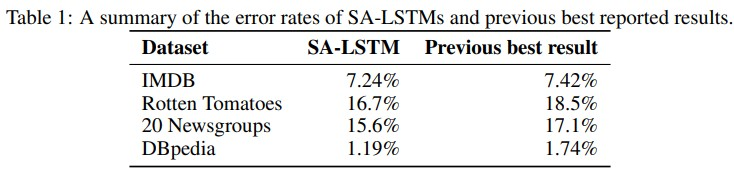 Table 1: A summary of the error rates of SA-LSTMs and previous best reported results.
Dataset SA-LSTM Previous best result
IMDB 7.24% 7.42%
Rotten Tomatoes 16.7% 18.5%
20 Newsgroups 15.6% 17.1%
DBpedia 1.19% 1.74%